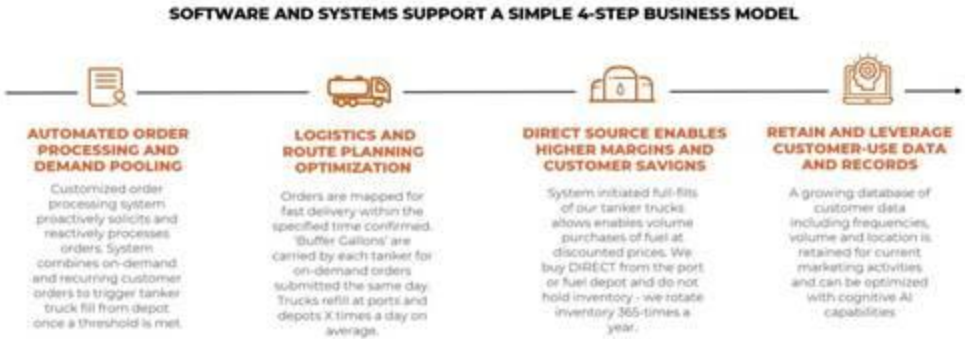 SOFTWARE AND SYSTEMS SUPPORT A SIMPLE 4-STEP BUSINESS MODEL
AUTOMATED ORDER
PROCESSING AND
DEMAND POOLING
Customized order
processing system
proactively solicits and
reactively processes
orders. System
combines on-demand
and recurring customer
orders to trigger tanker
truck fill from depot
once a threshold is met.
LOGISTICS AND
ROUTE PLANNING
OPTIMIZATION
Orders are mapped for
fast delivery within the
specified time confirmed.
'Buffer Gallons' are
carried by each tanker for
on-demand orders
submitted the same day.
Trucks refill at ports and
depots X times a day on
average.
DIRECT SOURCE ENABLES
HIGHER MARGINS AND
CUSTOMER SAVIGNS
System initiated full-fills
of our tanker trucks
allows enables volume
purchases of fuel at
discounted prices. We
buy DIRECT from the port
or fuel depot and do not
hold inventory - we rotate
inventory 365-times a
year.
RETAIN AND LEVERAGE
CUSTOMER-USE DATA
AND RECORDS
A growing database of
customer data
including frequencies,
volume and location is
retained for current
marketing activities
and can be optimized
with cognitive AI
capabilities